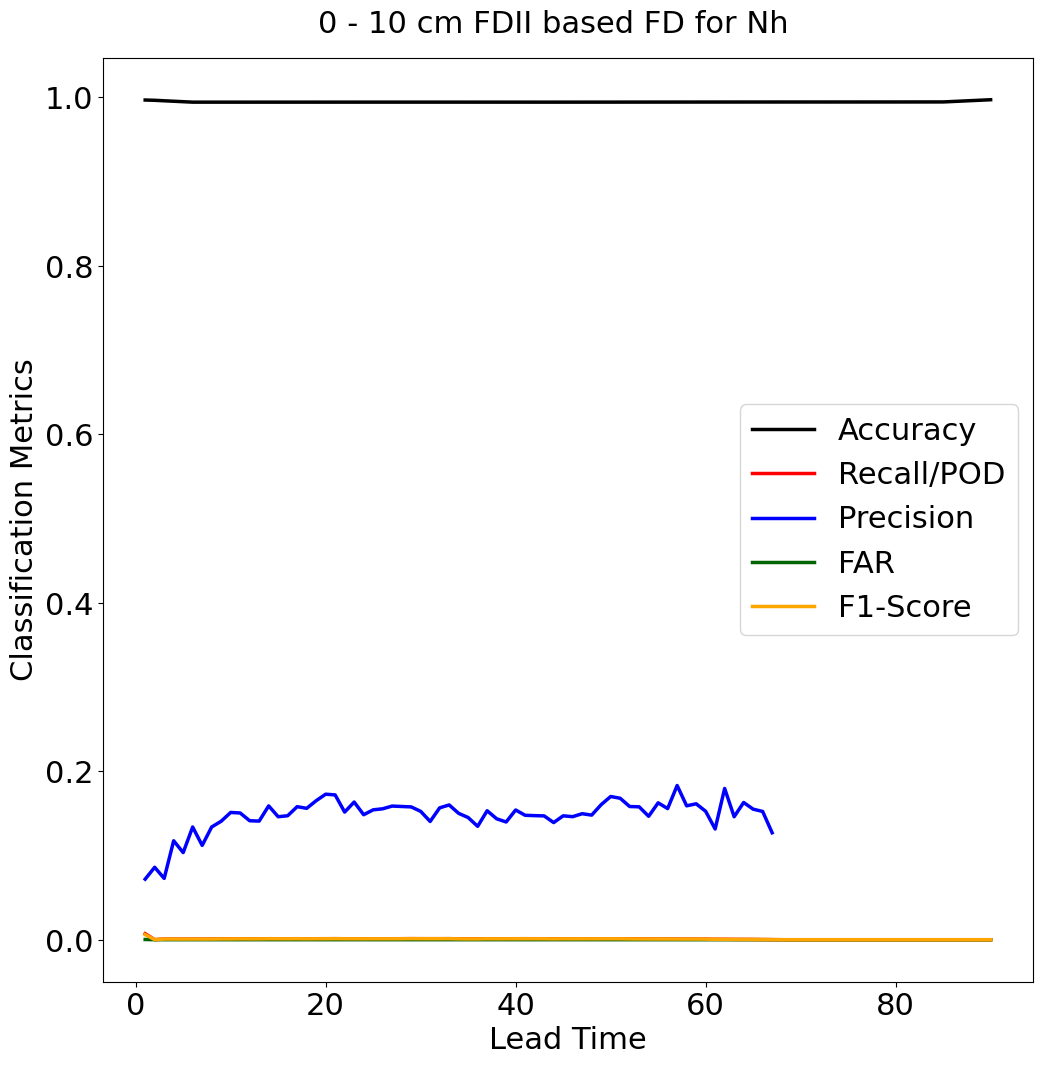 0 - 10 cm FDII based FD for Nh
1.0
0.8
0.6
0.4
0.2
0.0
Classification Metrics
Accuracy
Recall/POD
Precision
FAR
F1-Score
0 20 40 60 80
Lead Time